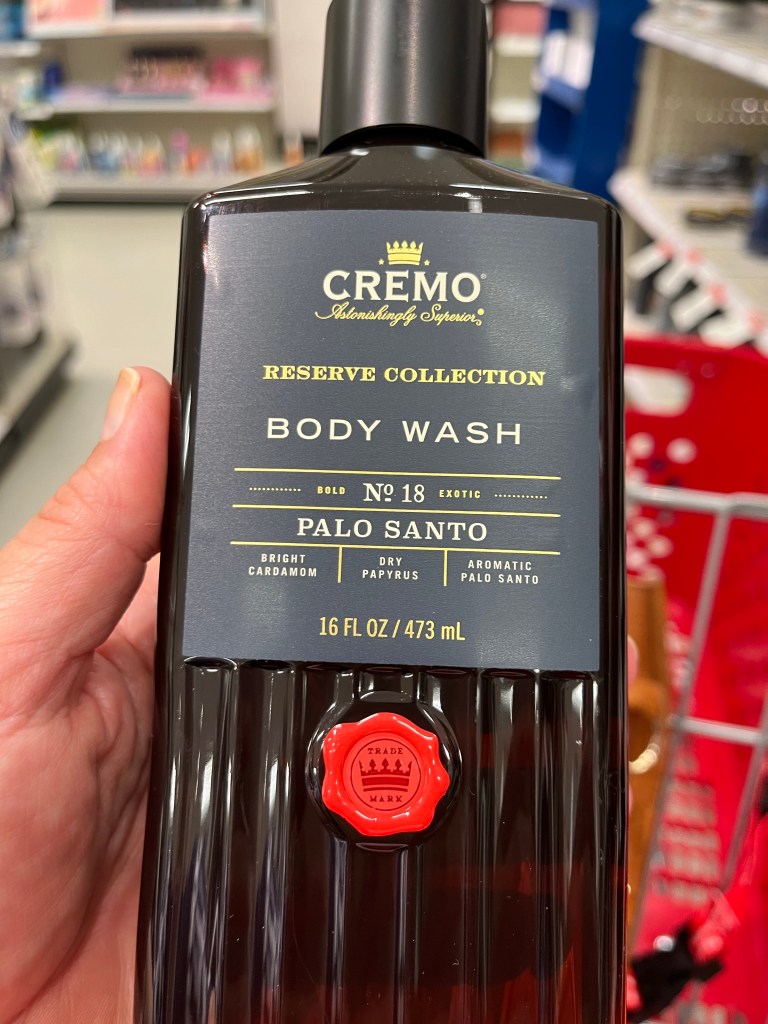 CREMO®
Astonishingly Superior®
RESERVE COLLECTION
BODY WASH
BOLD Nº 18 EXOTIC
PALO SANTO
BRIGHT CARDAMOM
DRY PAPYRUS
AROMATIC PALO SANTO
16 FL OZ / 473 mL
TRADE
MARK